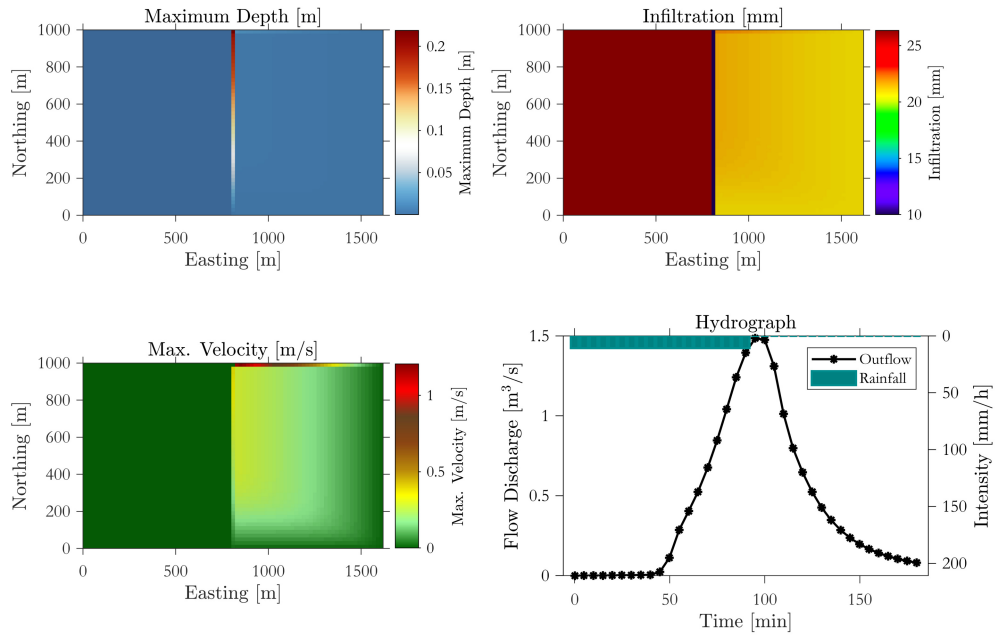 Maximum Depth [m]
1000
800
600
400
200
0
Northing [m]
0 500 1000 1500
Easting [m]
0.2
0.15
0.1
0.05
Maximum Depth [m]
Infiltration [mm]
1000
800
600
400
200
0
Northing [m]
0 500 1000 1500
Easting [m]
25
20
15
10
Infiltration [mm]
Max. Velocity [m/s]
1000
800
600
400
200
0
Northing [m]
0 500 1000 1500
Easting [m]
1
0.5
0
Max. Velocity [m/s]
Hydrograph
1.5
1
0.5
0
Flow Discharge [m³/s]
0 50 100 150
Time [min]
0
50
100
150
200
Intensity [mm/h]
Outflow
Rainfall